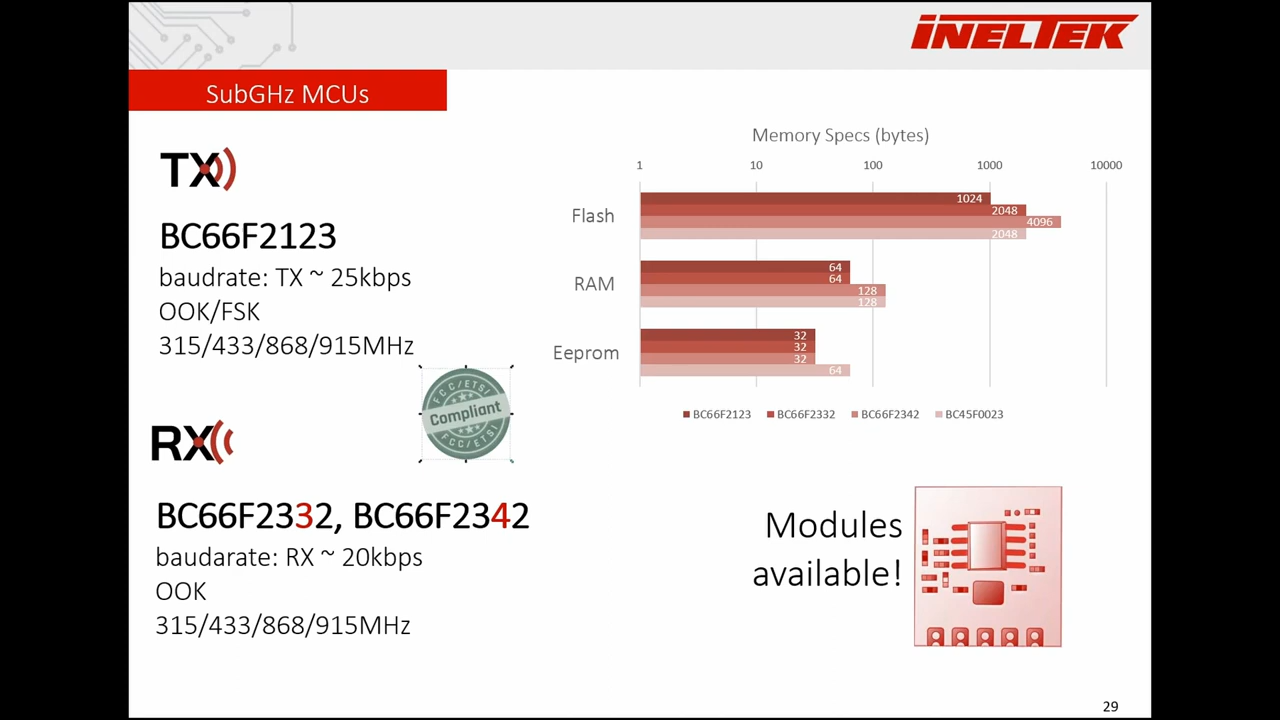 iNELTEK
SubGHz MCUs
TX
BC66F2123
baudrate: TX ~ 25kbps
OOK/FSK
315/433/868/915MHz
FCC/ETSI
Compliant
FCC/ETSI
RX
BC66F2332, BC66F2342
baudarate: RX ~ 20kbps
OOK
315/433/868/915MHz
Memory Specs (bytes)
1 10 100 1000 10000
Flash
1024
2048
4096
2048
RAM
64
64
128
128
Eeprom
32
32
32
64
BC66F2123 BC66F2332 BC66F2342 BC45F0023
Modules
available!
29